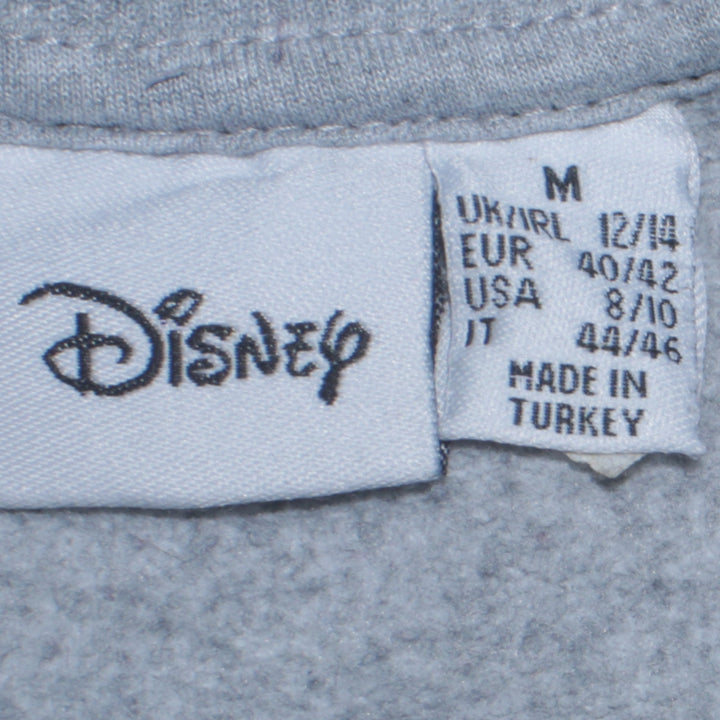 Disney
M
UK/IRL 12/14
EUR 40/42
USA 8/10
IT 44/46
MADE IN
TURKEY